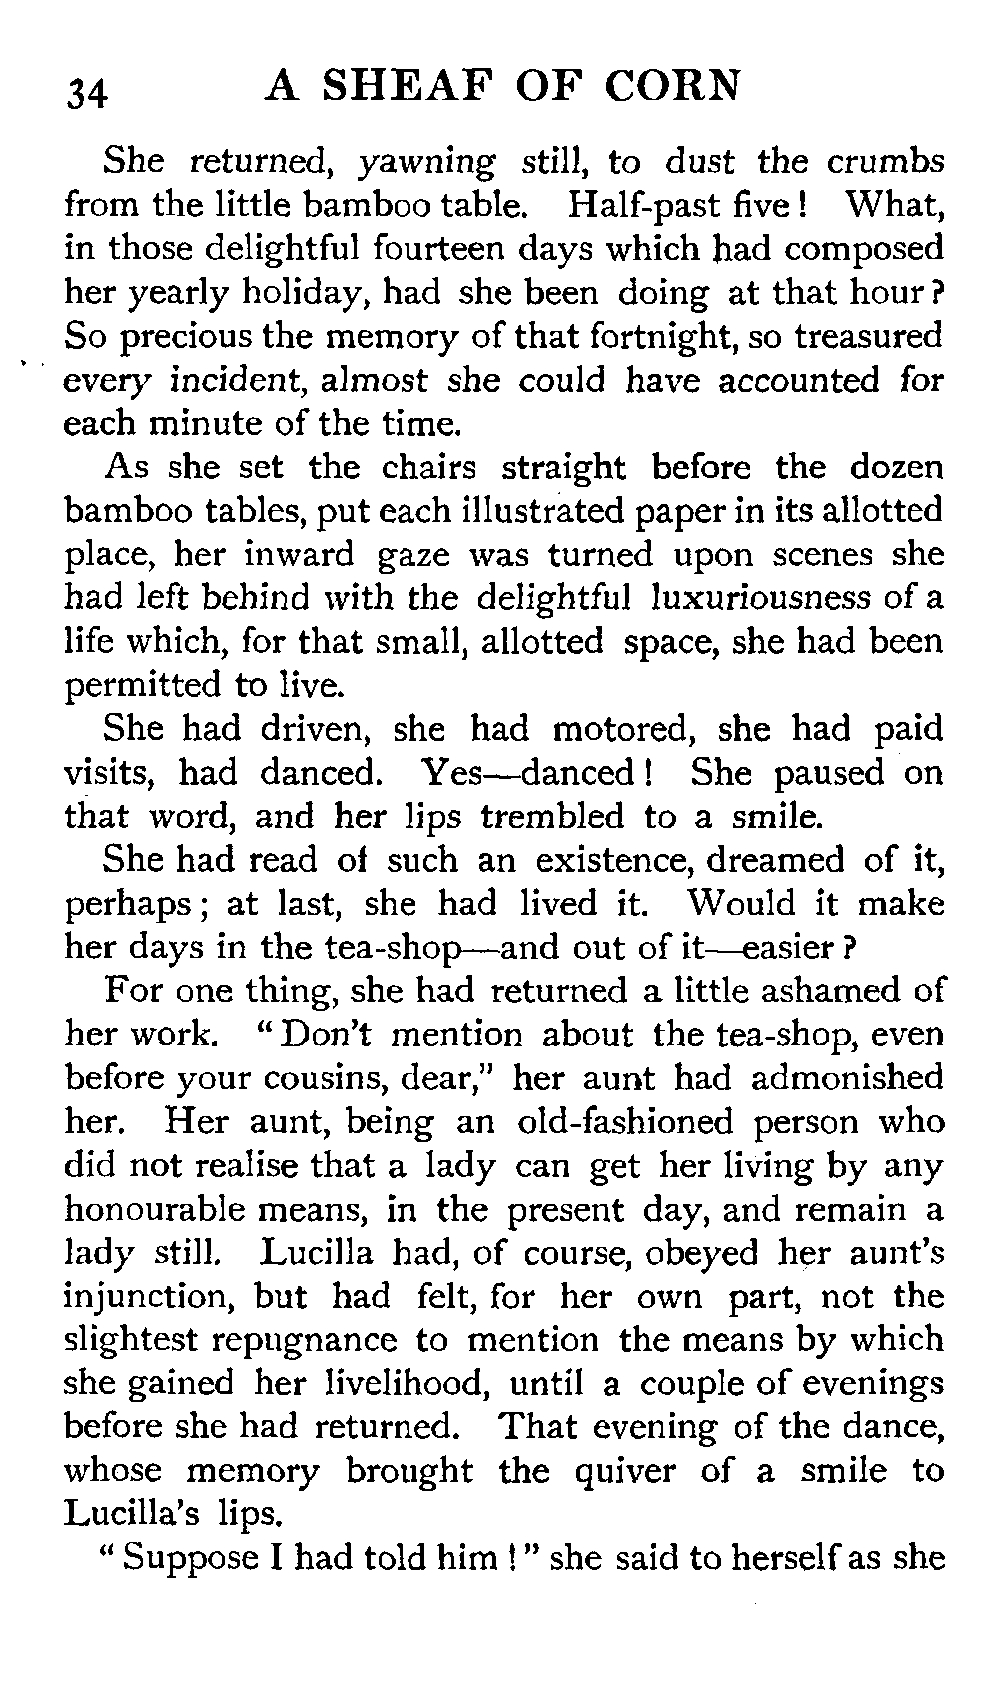 34 A SHEAF OF CORN
She returned, yawning still, to dust the crumbs
from the little bamboo table. Half-past five! What,
in those delightful fourteen days which had composed
her yearly holiday, had she been doing at that hour?
So precious the memory of that fortnight, so treasured
every incident, almost she could have accounted for
each minute of the time.
As she set the chairs straight before the dozen
bamboo tables, put each illustrated paper in its allotted
place, her inward gaze was turned upon scenes she
had left behind with the delightful luxuriousness of a
life which, for that small, allotted space, she had been
permitted to live.
She had driven, she had motored, she had paid
visits, had danced. Yes—danced! She paused on
that word, and her lips trembled to a smile.
She had read of such an existence, dreamed of it,
perhaps; at last, she had lived it. Would it make
her days in the tea-shop—and out of it—easier?
For one thing, she had returned a little ashamed of
her work. "Don't mention about the tea-shop, even
before your cousins, dear," her aunt had admonished
her. Her aunt, being an old-fashioned person who
did not realise that a lady can get her living by any
honourable means, in the present day, and remain a
lady still. Lucilla had, of course, obeyed her aunt's
injunction, but had felt, for her own part, not the
slightest repugnance to mention the means by which
she gained her livelihood, until a couple of evenings
before she had returned. That evening of the dance,
whose memory brought the quiver of a smile to
Lucilla's lips.
"Suppose I had told him!" she said to herself as she